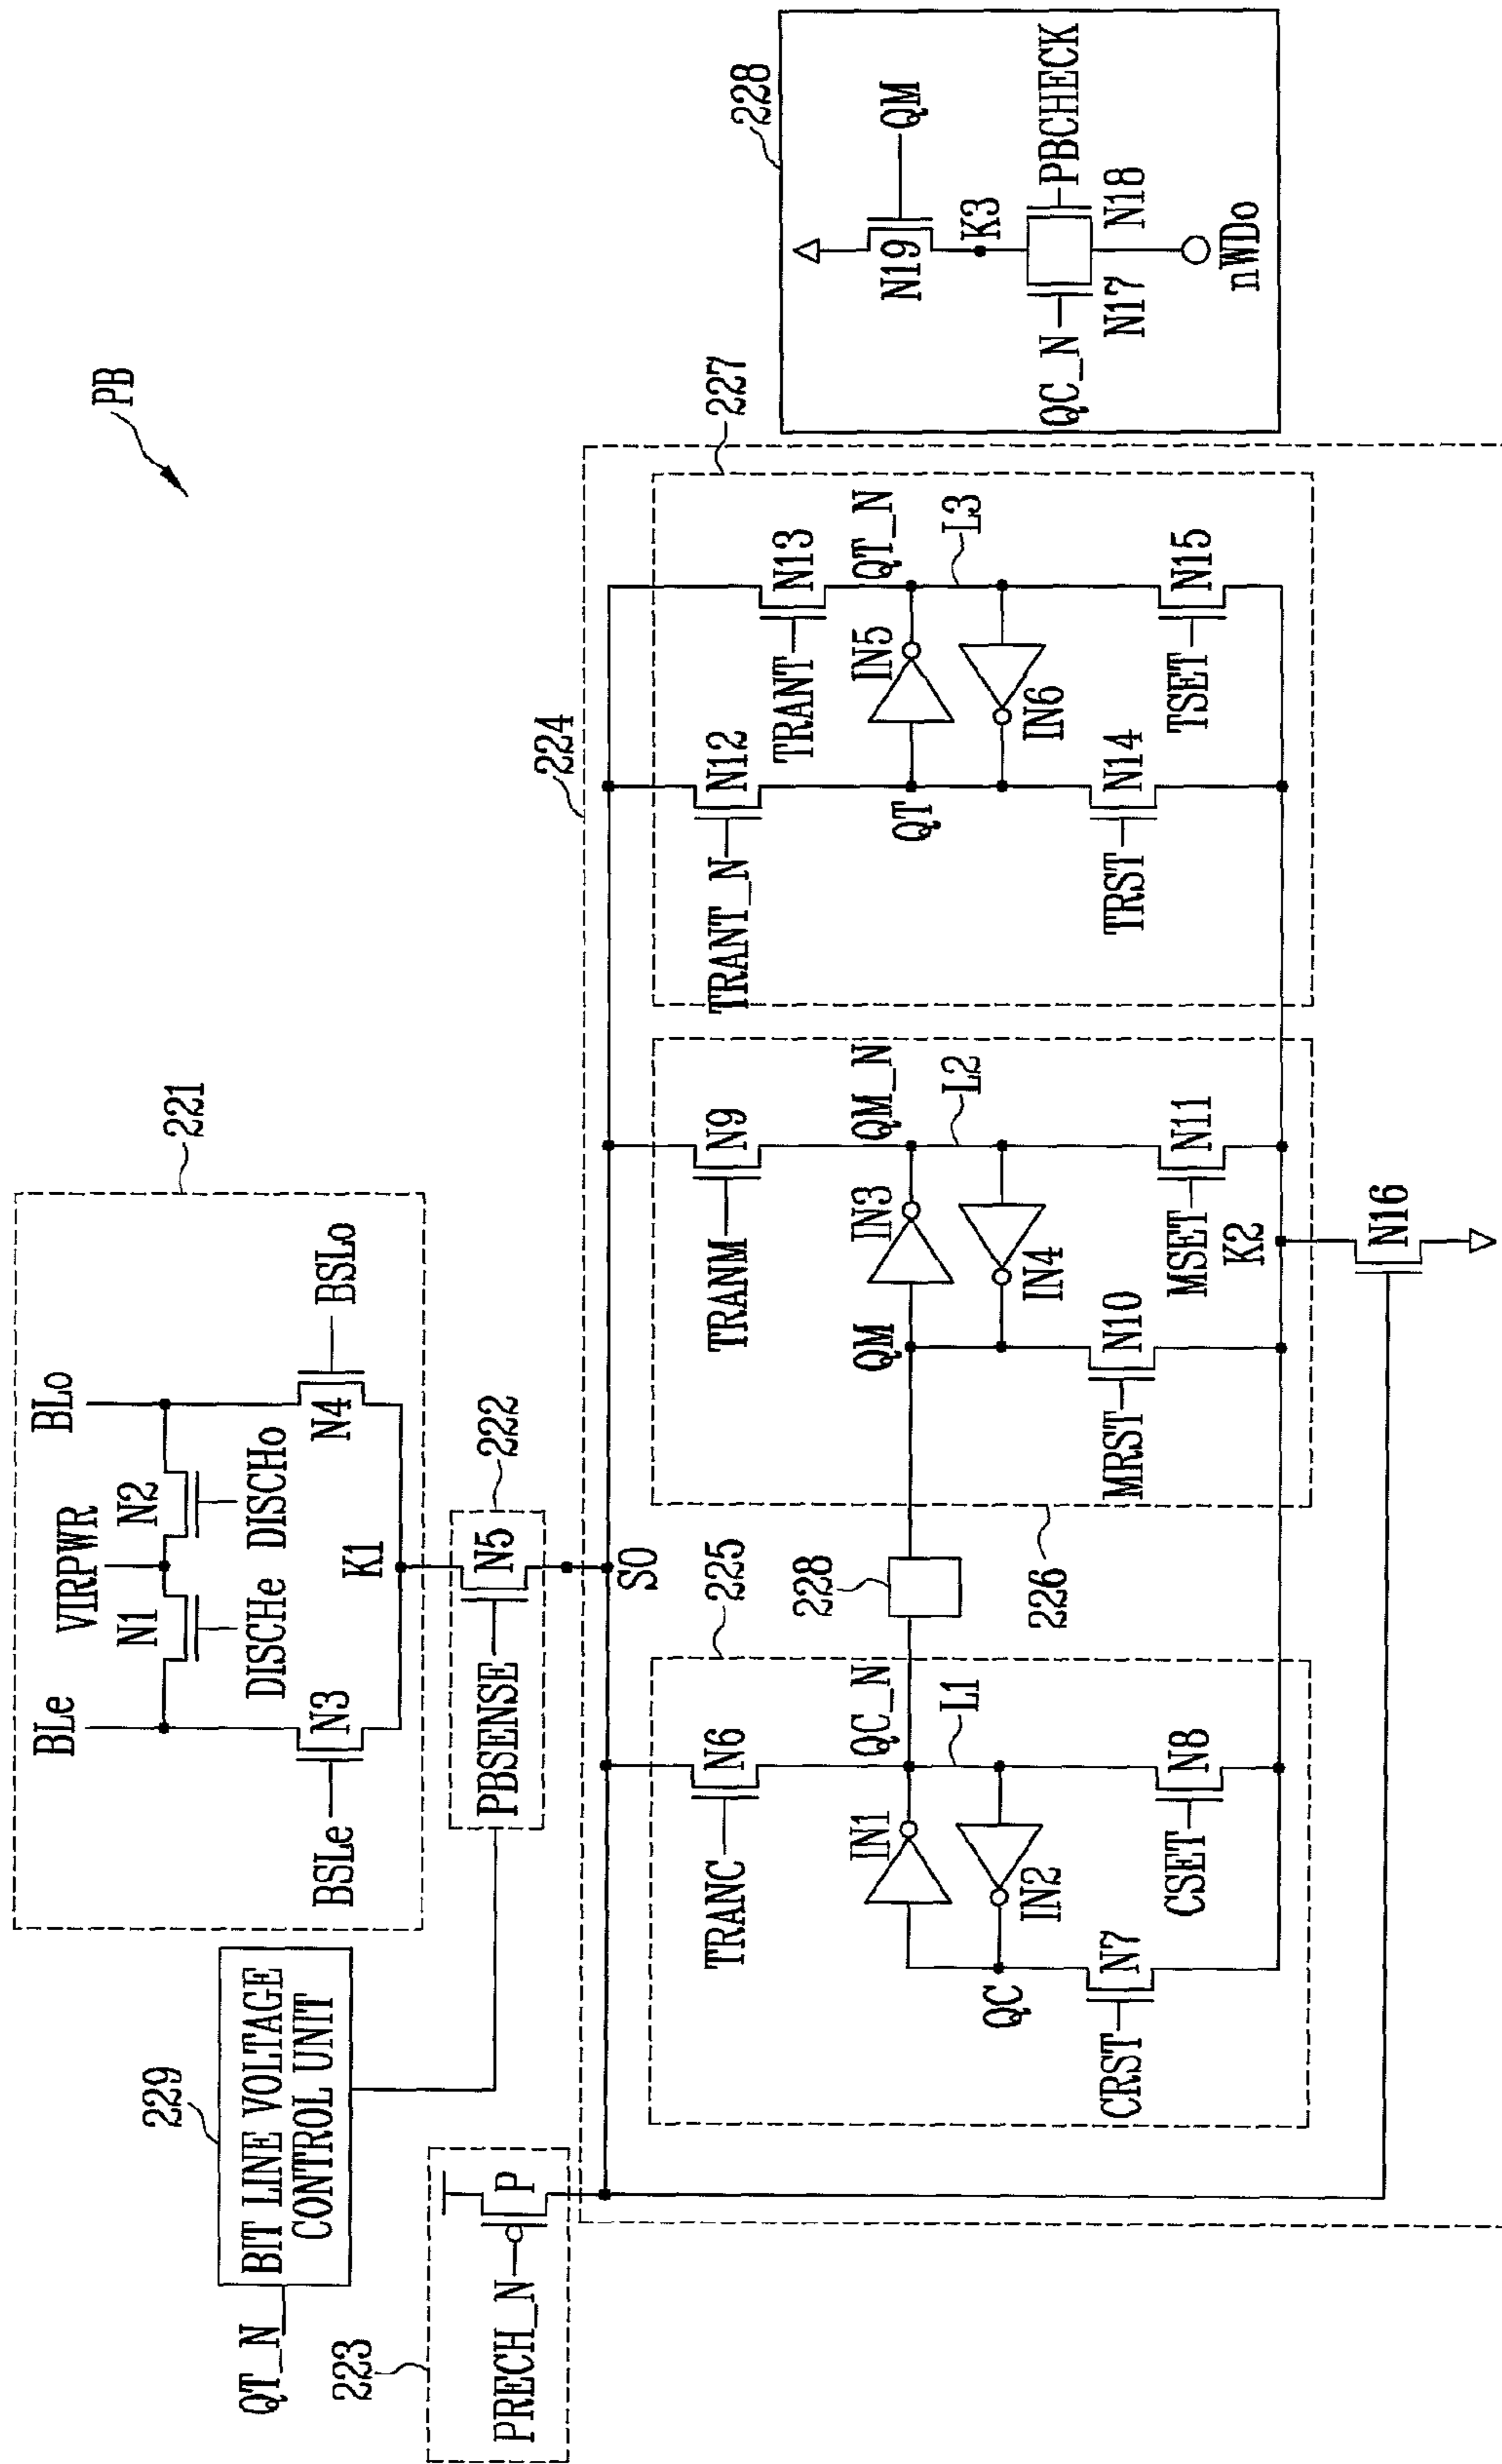 PB
221
BLe
VIRPWR
BLo
N1
N2
DISCHe
DISCHo
BSLe
N3
N4
BSLo
K1
229
QT_N
BIT LINE VOLTAGE
CONTROL UNIT
PBSENSE
N5
222
223
PRECH_N
P
SO
224
225
TRANC
N6
IN1
QC_N
L1
IN2
QC
CRST
N7
CSET
N8
228
226
TRANM
N9
QM
IN3
QM_N
L2
IN4
MRST
N10
MSET
N11
K2
N16
227
TRANT_N
N12
TRANT
N13
QT
IN5
QT_N
L3
IN6
TRST
N14
TSET
N15
228
N19
QM
K3
QC_N
PBCHECK
N17
N18
nWDo